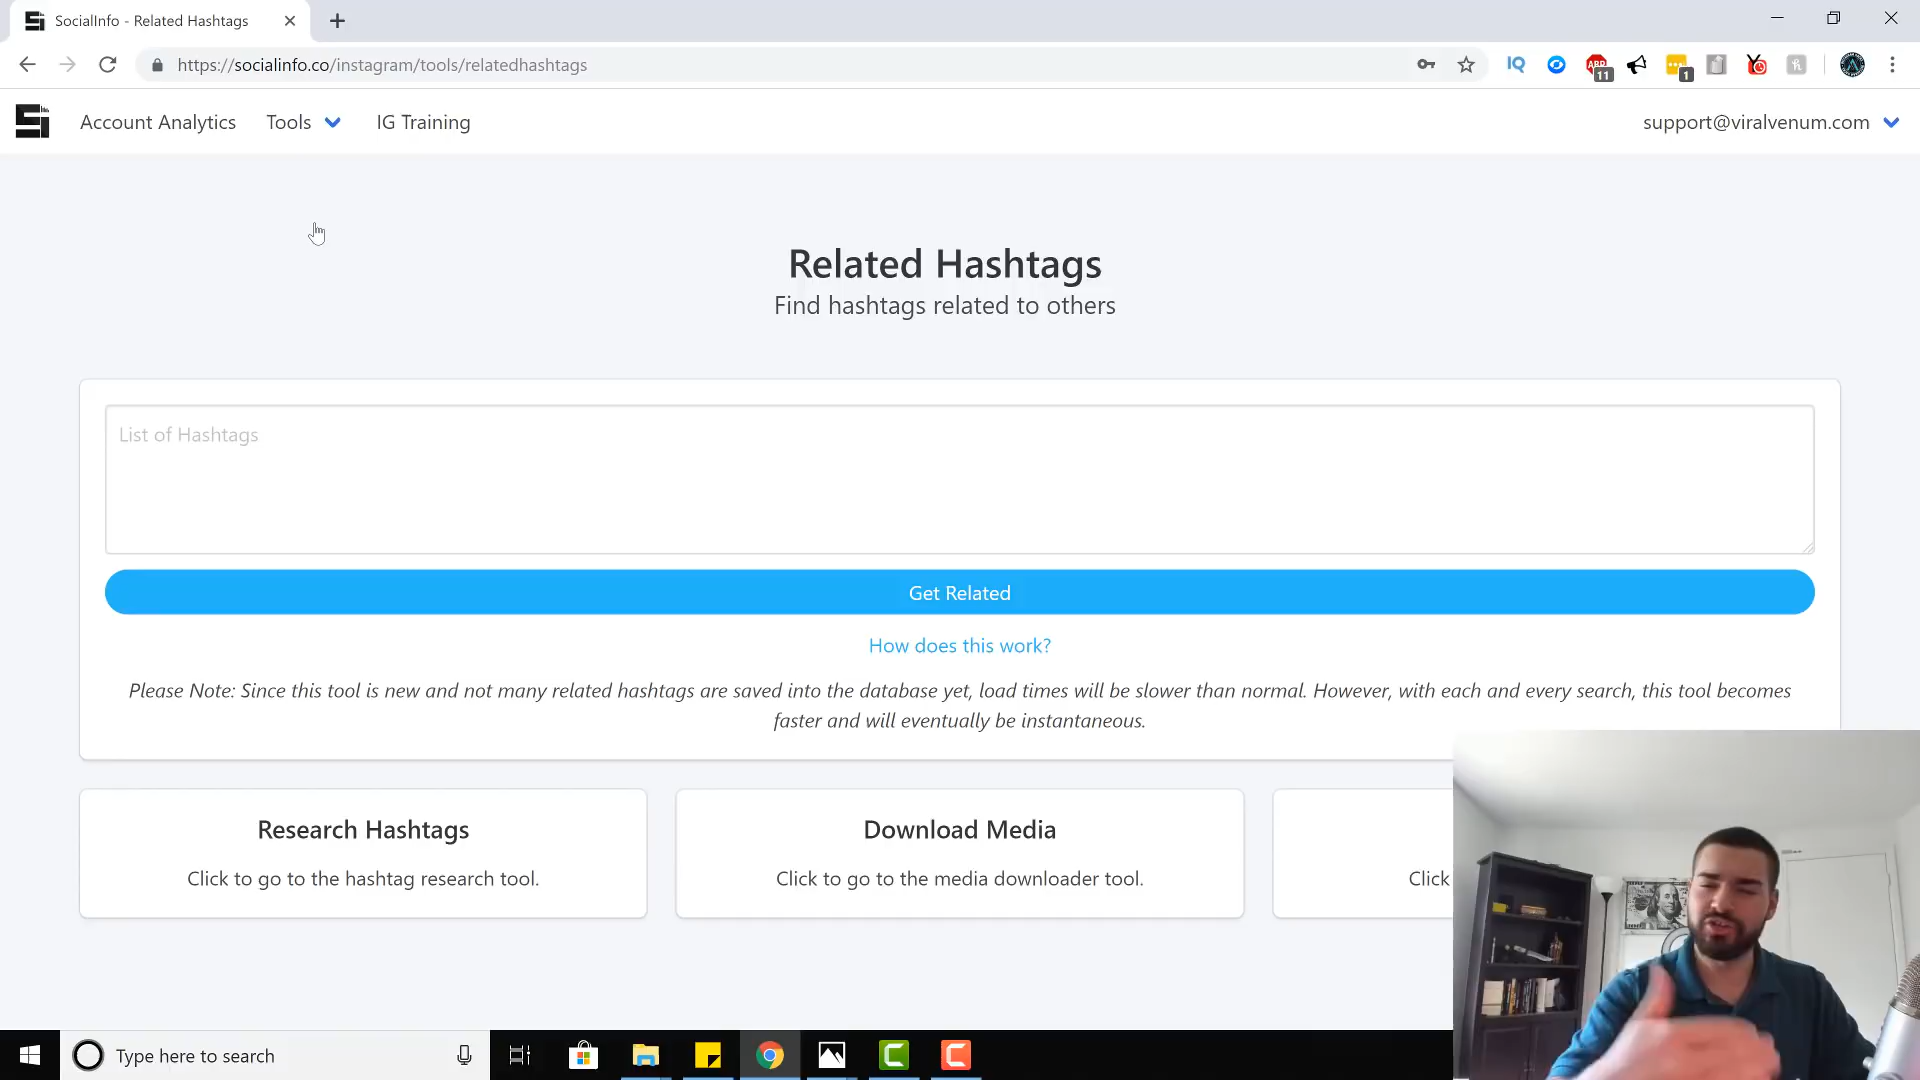 SocialInfo - Related Hashtags
https://socialinfo.co/instagram/tools/relatedhashtags
IQ
ABP
11
1
Account Analytics
Tools
IG Training
support@viralvenum.com
Related Hashtags
Find hashtags related to others
List of Hashtags
Get Related
How does this work?
Please Note: Since this tool is new and not many related hashtags are saved into the database yet, load times will be slower than normal. However, with each and every search, this tool becomes
faster and will eventually be instantaneous.
Research Hashtags
Click to go to the hashtag research tool.
Download Media
Click to go to the media downloader tool.
Click
Type here to search